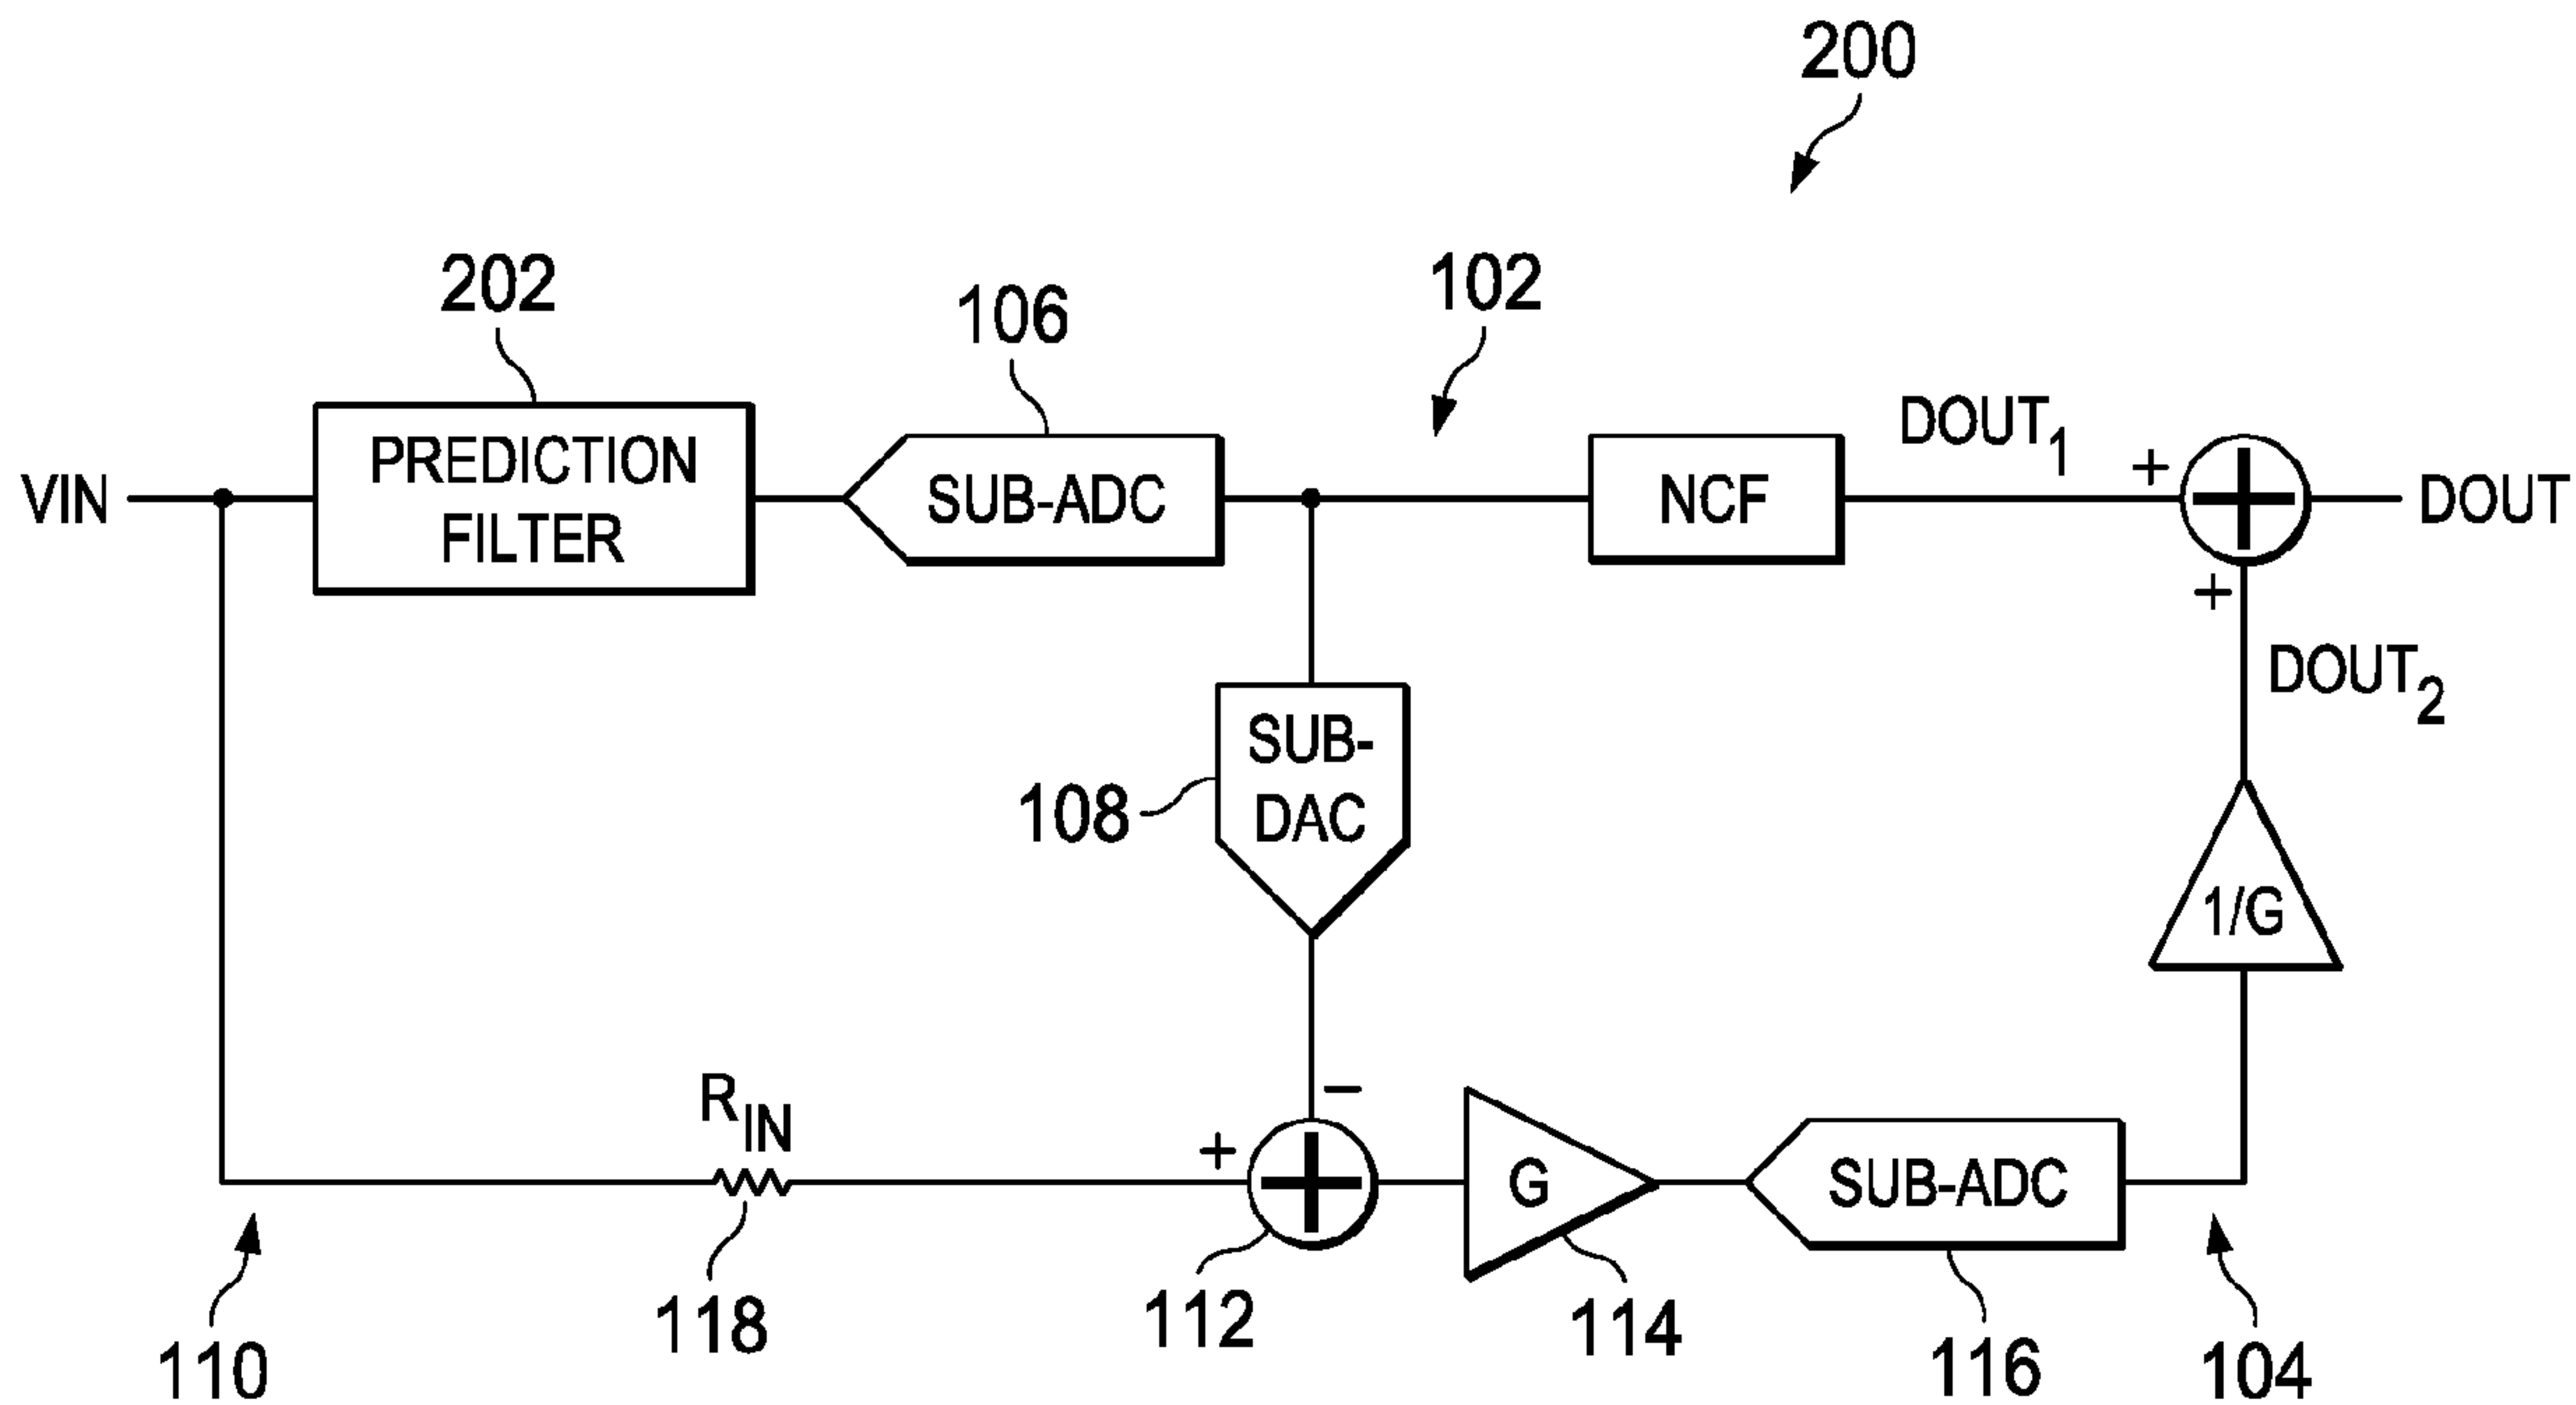 200
202
106
102
PREDICTION
FILTER
SUB-ADC
NCF
DOUT1
+
VIN
DOUT
+
DOUT2
SUB-
DAC
108
1/G
RIN
−
+
G
SUB-ADC
110
118
112
114
116
104